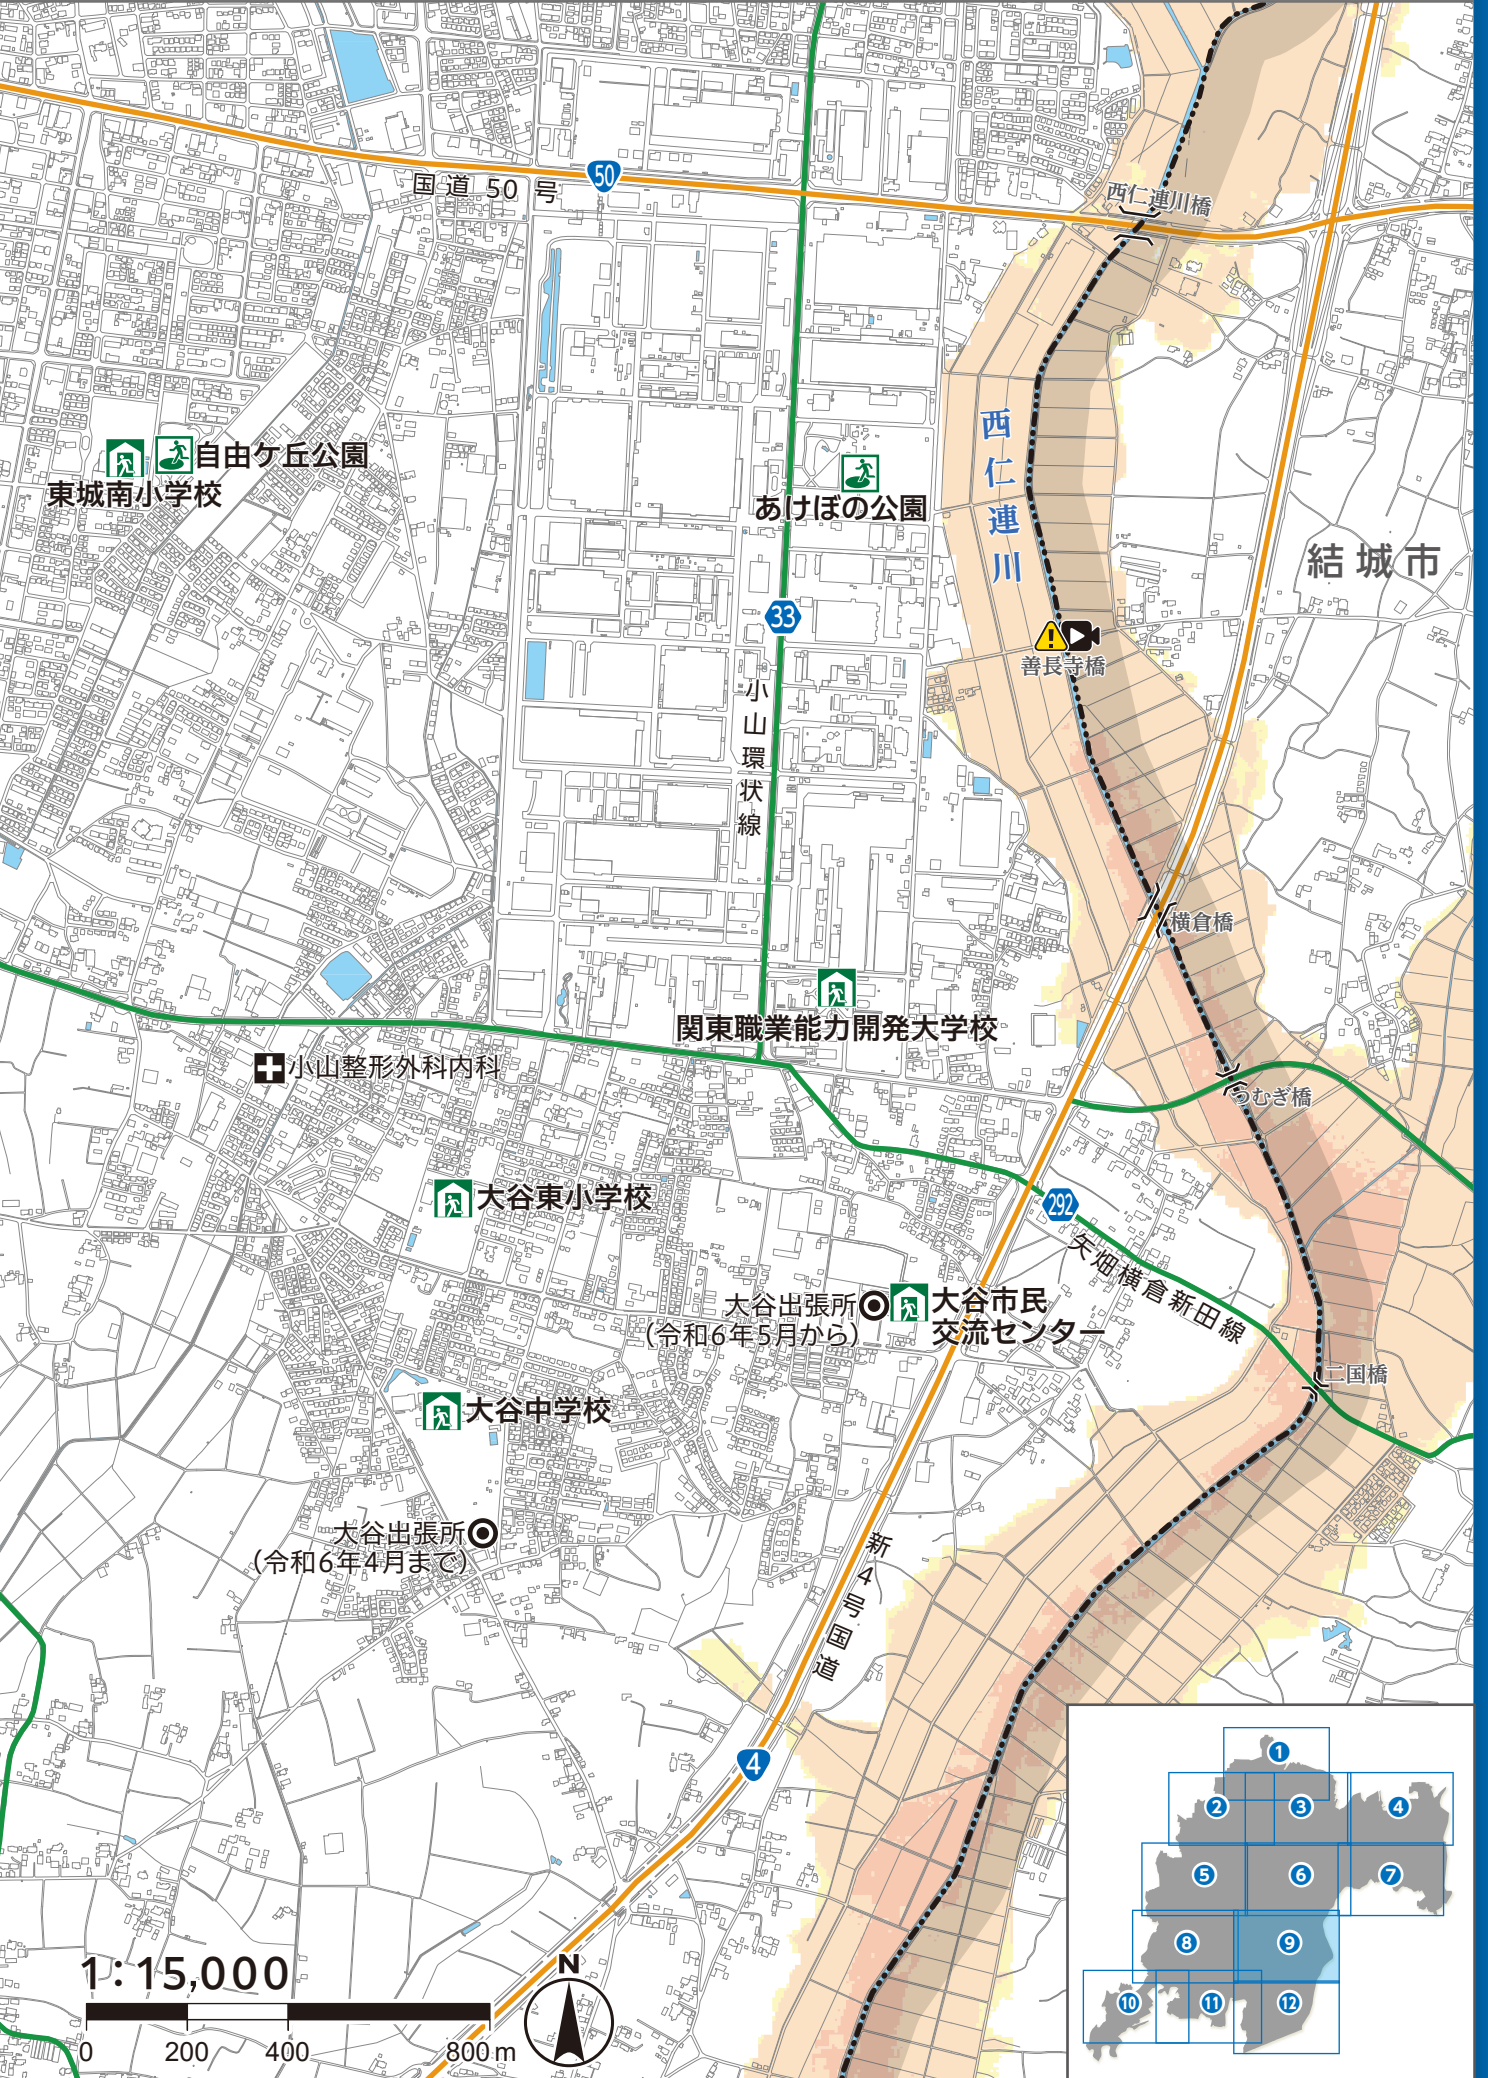 国道 50 号
50
西仁連川橋
自由ケ丘公園
東城南小学校
あけぼの公園
西仁連川
結城市
33
善長寺橋
小山環状線
横倉橋
関東職業能力開発大学校
小山整形外科内科
つむぎ橋
大谷東小学校
292
矢畑横倉新田線
大谷出張所
（令和6年5月から）
大谷市民
交流センター
二国橋
大谷中学校
大谷出張所
（令和6年4月まで）
新4号国道
4
1
2
3
4
5
6
7
8
9
10
11
12
1:15,000
0 200 400 800m
N